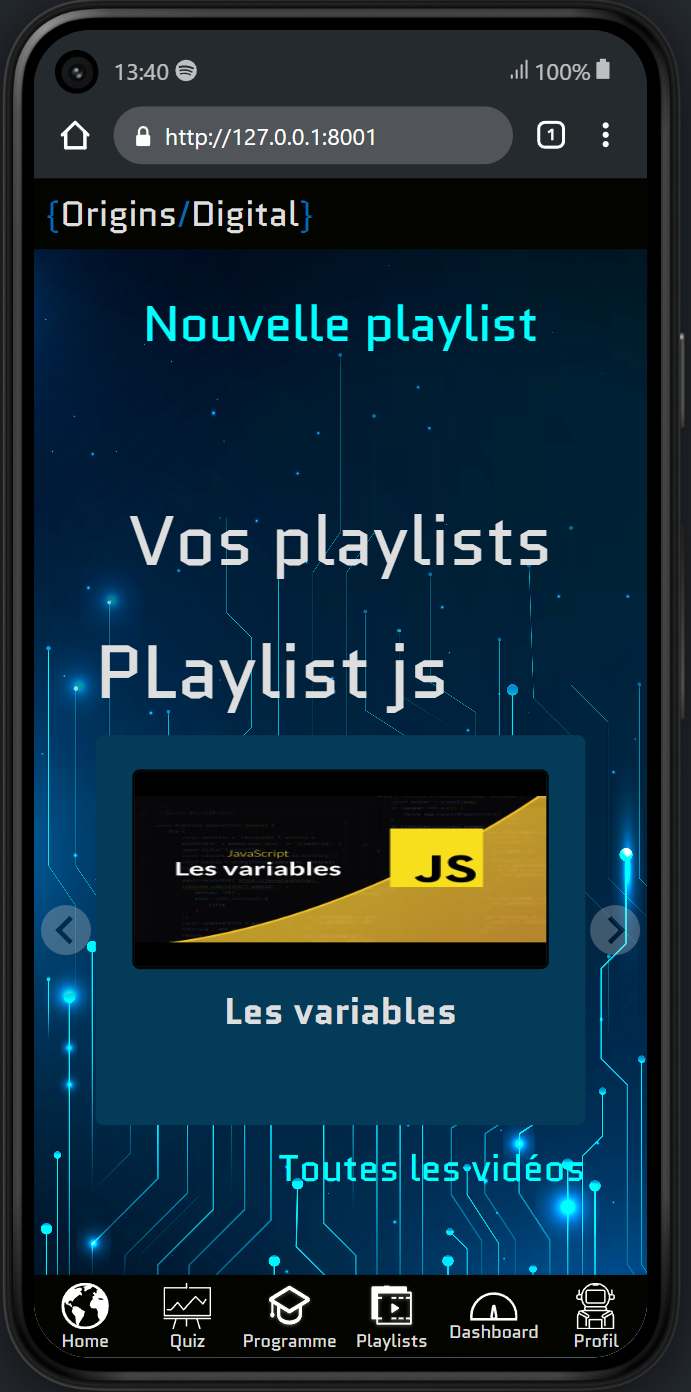 13:40
100%
http://127.0.0.1:8001
1
{Origins/Digital}
Nouvelle playlist
Vos playlists
PLaylist js
JavaScript
Les variables
JS
Les variables
Toutes les vidéos
Home
Quiz
Programme
Playlists
Dashboard
Profil